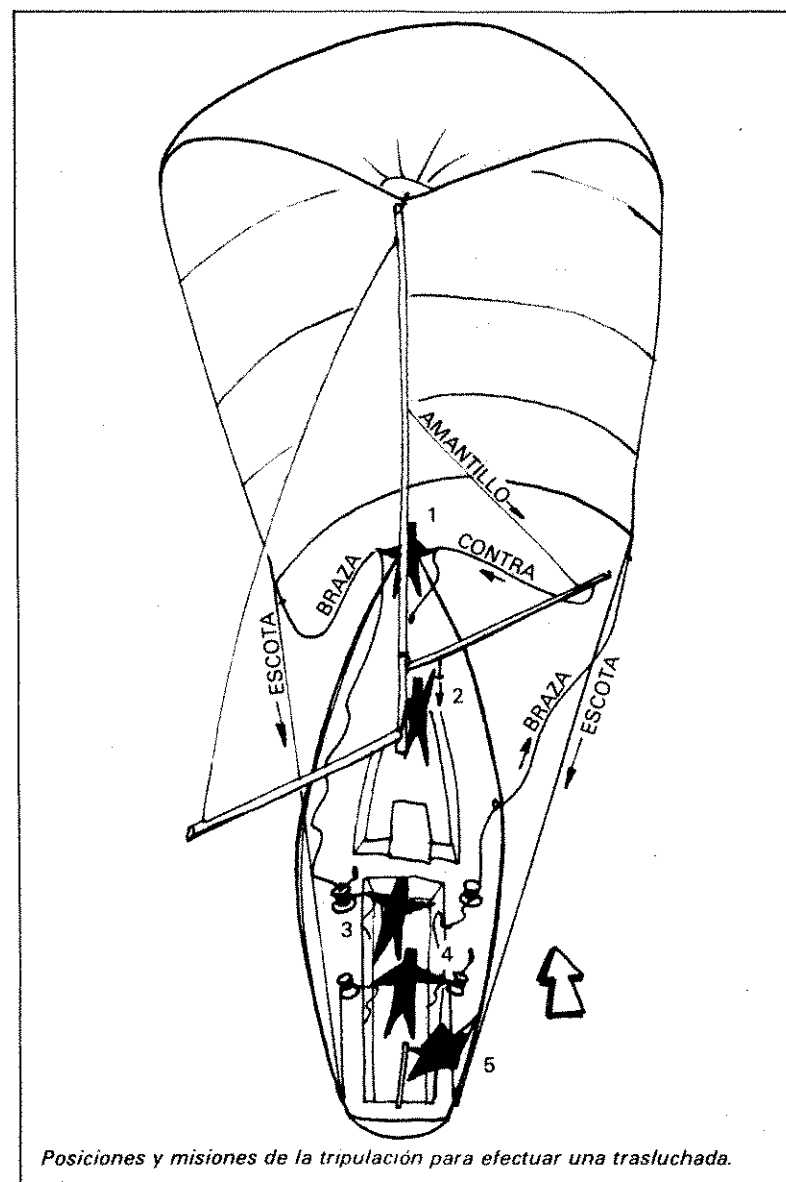 AMANTILLO
1
CONTRA
BRAZA
ESCOTA
2
BRAZA
ESCOTA
3
4
5
Posiciones y misiones de la tripulación para efectuar una trasluchada.